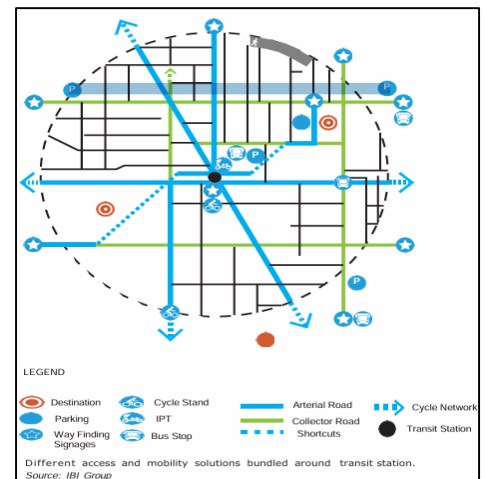 P
P
P
P
P
LEGEND
Destination
Cycle Stand
Arterial Road
Cycle Network
Parking
IPT
Collector Road
Way Finding
Signages
Bus Stop
Shortcuts
Transit Station
Different access and mobility solutions bundled around transit station.
Source: IBI Group